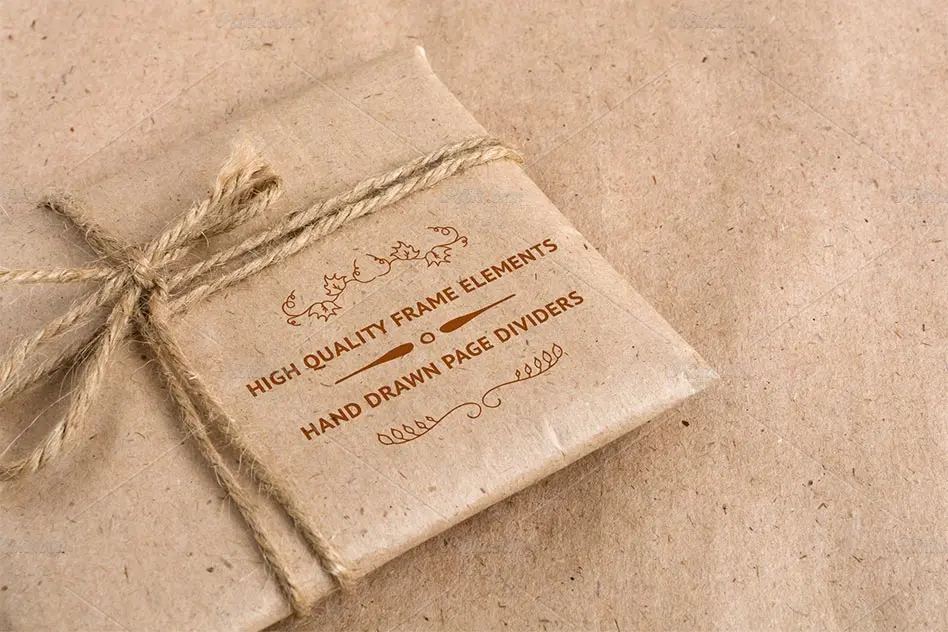 HIGH QUALITY FRAME ELEMENTS
HAND DRAWN PAGE DIVIDERS